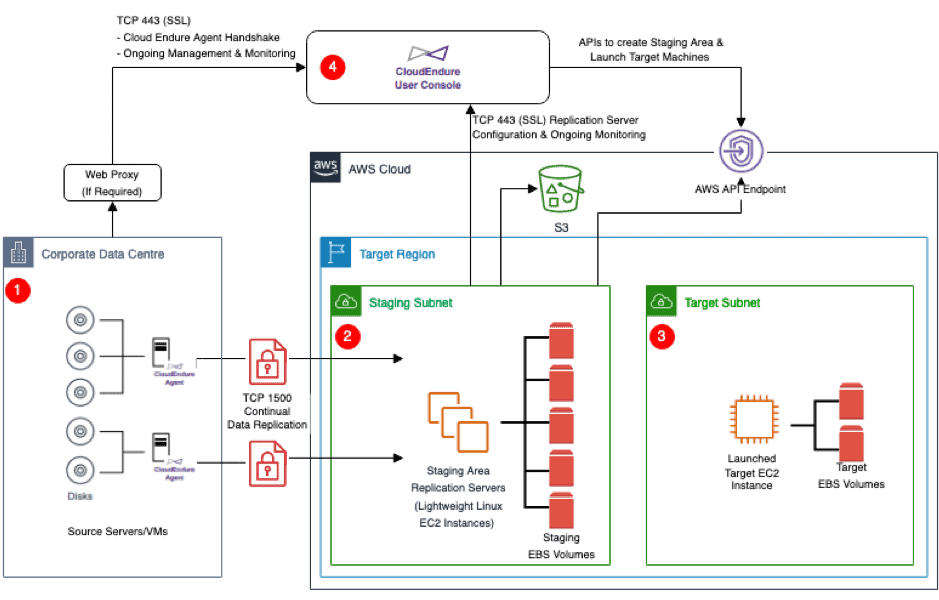 TCP 443 (SSL)
- Cloud Endure Agent Handshake
- Ongoing Management & Monitoring
4
CloudEndure
User Console
APIs to create Staging Area &
Launch Target Machines
TCP 443 (SSL) Replication Server
Configuration & Ongoing Monitoring
Web Proxy
(If Required)
aws
AWS Cloud
AWS API Endpoint
S3
Corporate Data Centre
1
Target Region
Staging Subnet
2
Target Subnet
3
CloudEndure
Agent
TCP 1500
Continual
Data Replication
CloudEndure
Agent
Disks
Source Servers/VMs
Staging Area
Replication Servers
(Lightweight Linux
EC2 Instances)
Staging
EBS Volumes
Launched
Target EC2
Instance
Target
EBS Volumes